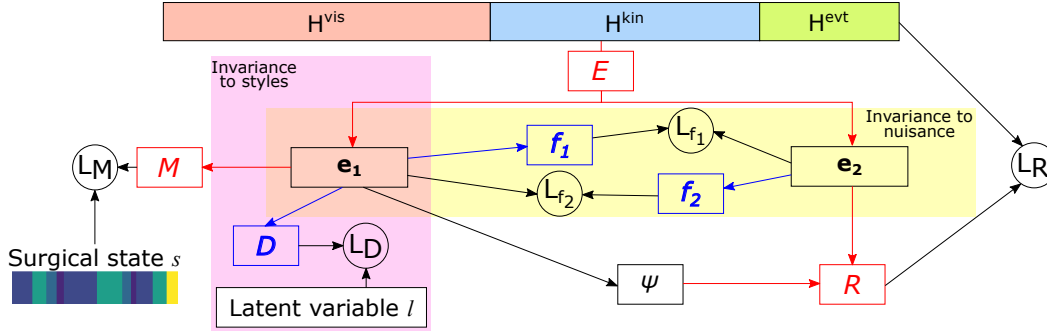 H^vis H^kin H^evt
E
Invariance
to styles
Invariance to
nuisance
L_M M e₁ f₁ L_f₁ e₂ L_R
L_f₂ f₂
D L_D
Surgical state s
Latent variable l ψ R